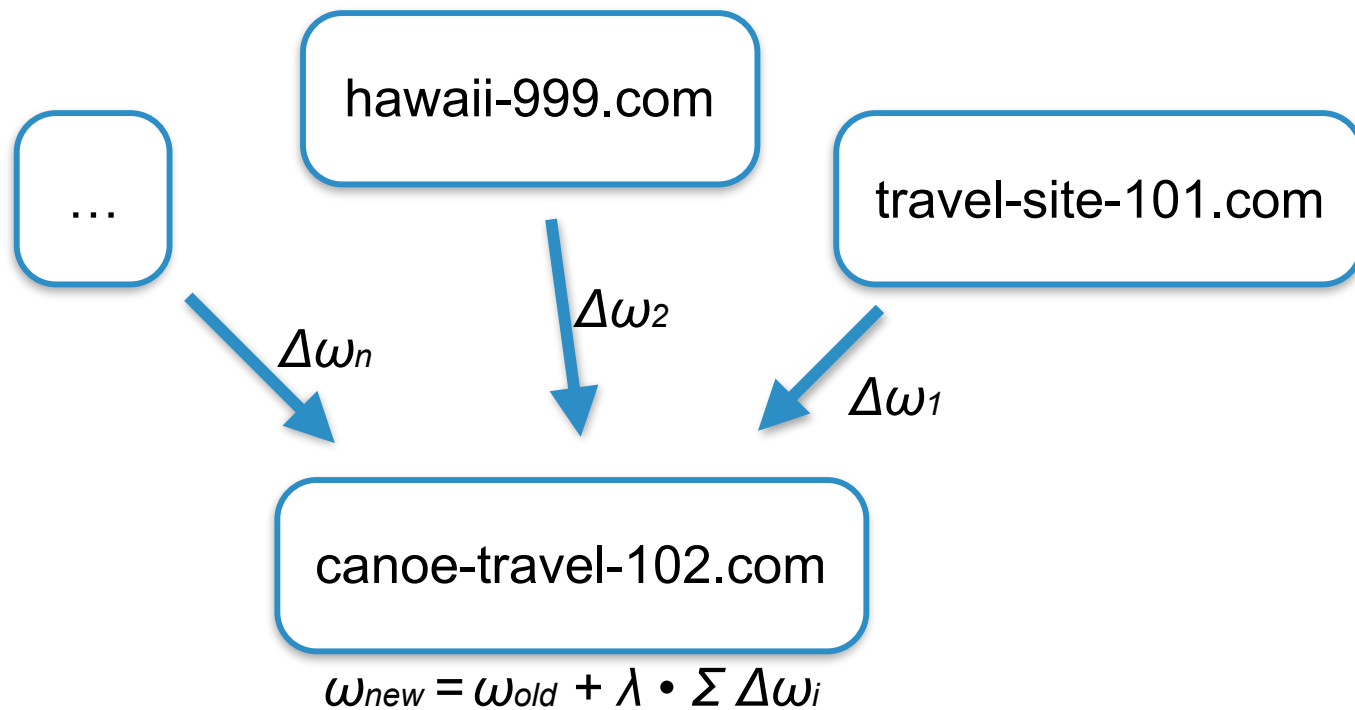 hawaii-999.com
…
travel-site-101.com
Δω2
Δωn
Δω1
canoe-travel-102.com
ωnew = ωold + λ • Σ Δωi